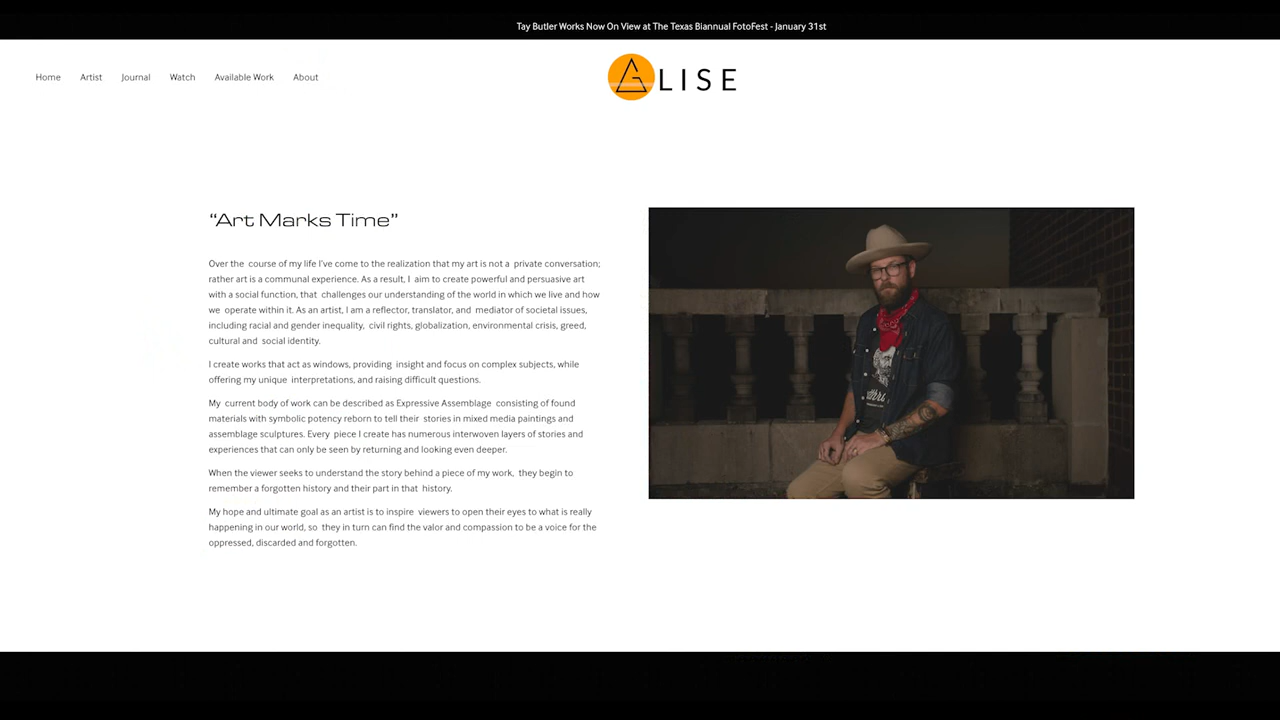 Tay Butler Works Now On View at The Texas Biannual FotoFest - January 31st
Home Artist Journal Watch Available Work About
GLISE
“Art Marks Time”
Over the course of my life I've come to the realization that my art is not a private conversation;
rather art is a communal experience. As a result, I aim to create powerful and persuasive art
with a social function, that challenges our understanding of the world in which we live and how
we operate within it. As an artist, I am a reflector, translator, and mediator of societal issues,
including racial and gender inequality, civil rights, globalization, environmental crisis, greed,
cultural and social identity.
I create works that act as windows, providing insight and focus on complex subjects, while
offering my unique interpretations, and raising difficult questions.
My current body of work can be described as Expressive Assemblage consisting of found
materials with symbolic potency reborn to tell their stories in mixed media paintings and
assemblage sculptures. Every piece I create has numerous interwoven layers of stories and
experiences that can only be seen by returning and looking even deeper.
When the viewer seeks to understand the story behind a piece of my work, they begin to
remember a forgotten history and their part in that history.
My hope and ultimate goal as an artist is to inspire viewers to open their eyes to what is really
happening in our world, so they in turn can find the valor and compassion to be a voice for the
oppressed, discarded and forgotten.